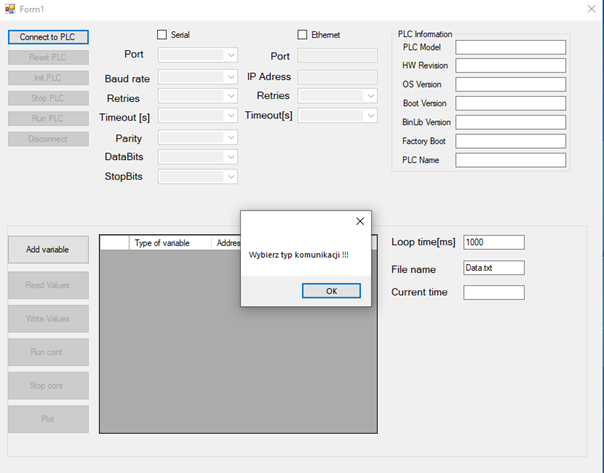 Form1
Connect to PLC
Reset PLC
Init PLC
Stop PLC
Run PLC
Disconnect
Serial
Port
Baud rate
Retries
Timeout [s]
Parity
DataBits
StopBits
Ethernet
Port
IP Adress
Retries
Timeout[s]
PLC Information
PLC Model
HW Revision
OS Version
Boot Version
BinLib Version
Factory Boot
PLC Name
Add variable
Read Values
Write Values
Run cont.
Stop cont.
Plot
Type of variable
Addres
Wybierz typ komunikacji !!!
OK
Loop time[ms]
1000
File name
Data.txt
Current time